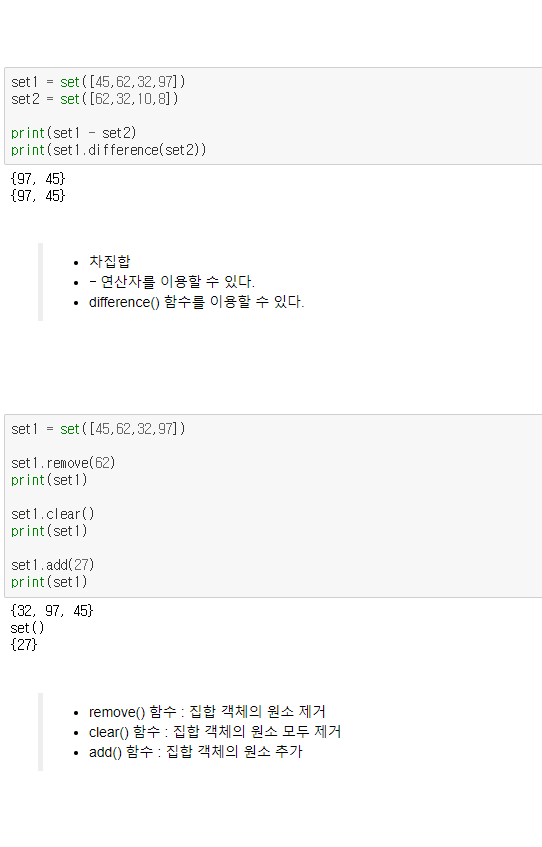 set1 = set([45,62,32,97])
set2 = set([62,32,10,8])
print(set1 - set2)
print(set1.difference(set2))
{97, 45}
{97, 45}
• 차집합
• - 연산자를 이용할 수 있다.
• difference() 함수를 이용할 수 있다.
set1 = set([45,62,32,97])
set1.remove(62)
print(set1)
set1.clear()
print(set1)
set1.add(27)
print(set1)
{32, 97, 45}
set()
{27}
• remove() 함수 : 집합 객체의 원소 제거
• clear() 함수 : 집합 객체의 원소 모두 제거
• add() 함수 : 집합 객체의 원소 추가